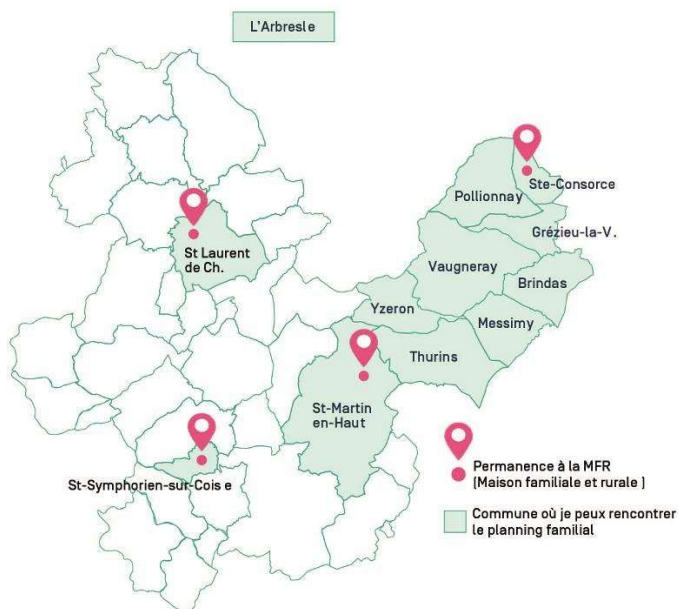 L'Arbresle
Ste-Consorce
Pollionnay
Grézieu-la-V.
St Laurent
de Ch.
Vaugneray
Brindas
Yzeron
Messimy
Thurins
St-Martin
en-Haut
St-Symphorien-sur-Cois e
Permanence à la MFR
(Maison familiale et rurale )
Commune où je peux rencontrer
le planning familial